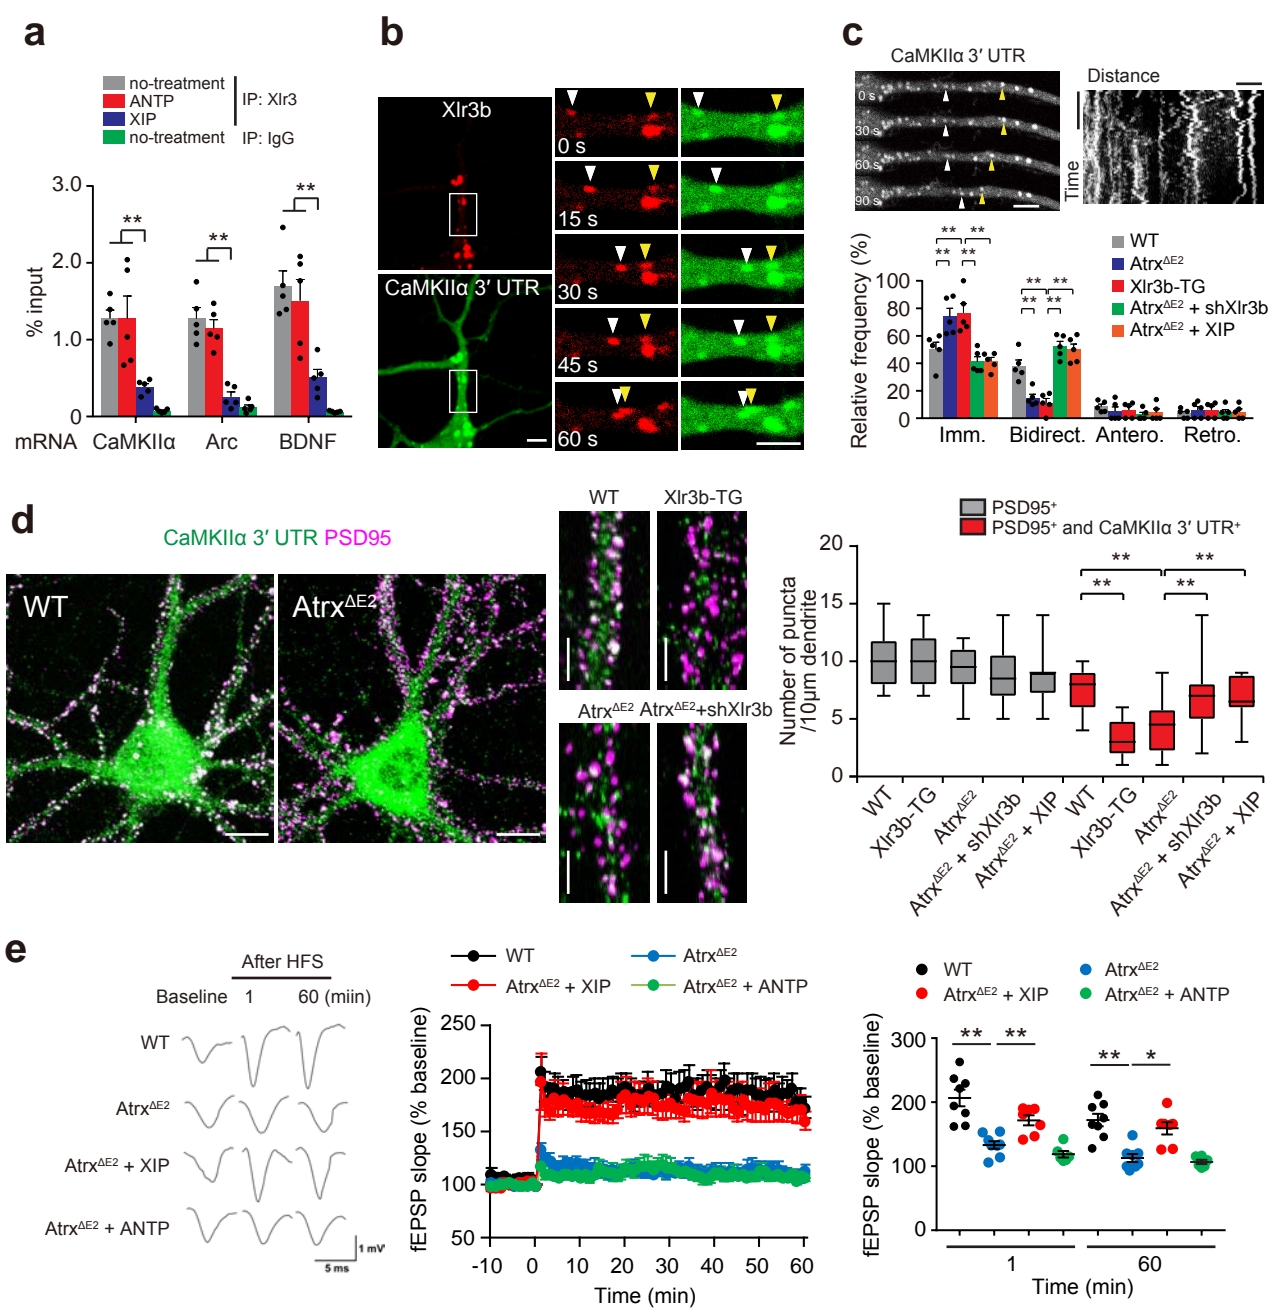 a
no-treatment
ANTP
IP: Xlr3
XIP
no-treatment IP: IgG
**
**
**
3.0
2.0
1.0
0
% input
mRNA CaMKIIα Arc BDNF
b
Xlr3b
CaMKIIα 3′ UTR
0 s
15 s
30 s
45 s
60 s
c
CaMKIIα 3′ UTR
0 s
30 s
60 s
90 s
Distance
Time
WT
Atrx^ΔE2
Xlr3b-TG
Atrx^ΔE2 + shXlr3b
Atrx^ΔE2 + XIP
Relative frequency (%)
100
80
60
40
20
0
** **
** **
** **
** **
Imm. Bidirect. Antero. Retro.
d
CaMKIIα 3′ UTR PSD95
WT
Atrx^ΔE2
WT Xlr3b-TG
Atrx^ΔE2 Atrx^ΔE2+shXlr3b
PSD95⁺
PSD95⁺ and CaMKIIα 3′ UTR⁺
20
15
10
5
0
Number of puncta
/10μm dendrite
** **
** **
WT
Xlr3b-TG
Atrx^ΔE2
Atrx^ΔE2 + shXlr3b
Atrx^ΔE2 + XIP
WT
Xlr3b-TG
Atrx^ΔE2
Atrx^ΔE2 + shXlr3b
Atrx^ΔE2 + XIP
e
After HFS
Baseline 1 60 (miin)
WT
Atrx^ΔE2
Atrx^ΔE2 + XIP
Atrx^ΔE2 + ANTP
1 mV
5 ms
WT Atrx^ΔE2
Atrx^ΔE2 + XIP Atrx^ΔE2 + ANTP
fEPSP slope (% baseline)
250
200
150
100
50
-10 0 10 20 30 40 50 60
Time (min)
WT Atrx^ΔE2
Atrx^ΔE2 + XIP Atrx^ΔE2 + ANTP
fEPSP slope (% baseline)
300
200
100
0
** **
** *
1 60
Time (min)